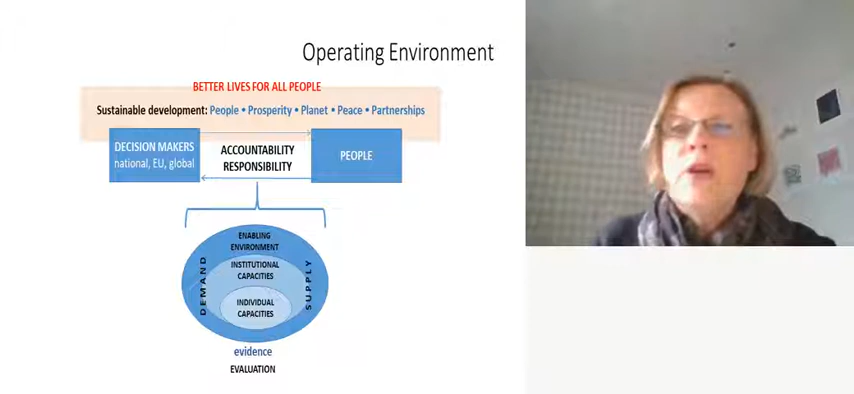 Operating Environment
BETTER LIVES FOR ALL PEOPLE
Sustainable development: People • Prosperity • Planet • Peace • Partnerships
DECISION MAKERS
national, EU, global
ACCOUNTABILITY
RESPONSIBILITY
PEOPLE
ENABLING
ENVIRONMENT
DEMAND
INSTITUTIONAL
CAPACITIES
SUPPLY
INDIVIDUAL
CAPACITIES
evidence
EVALUATION